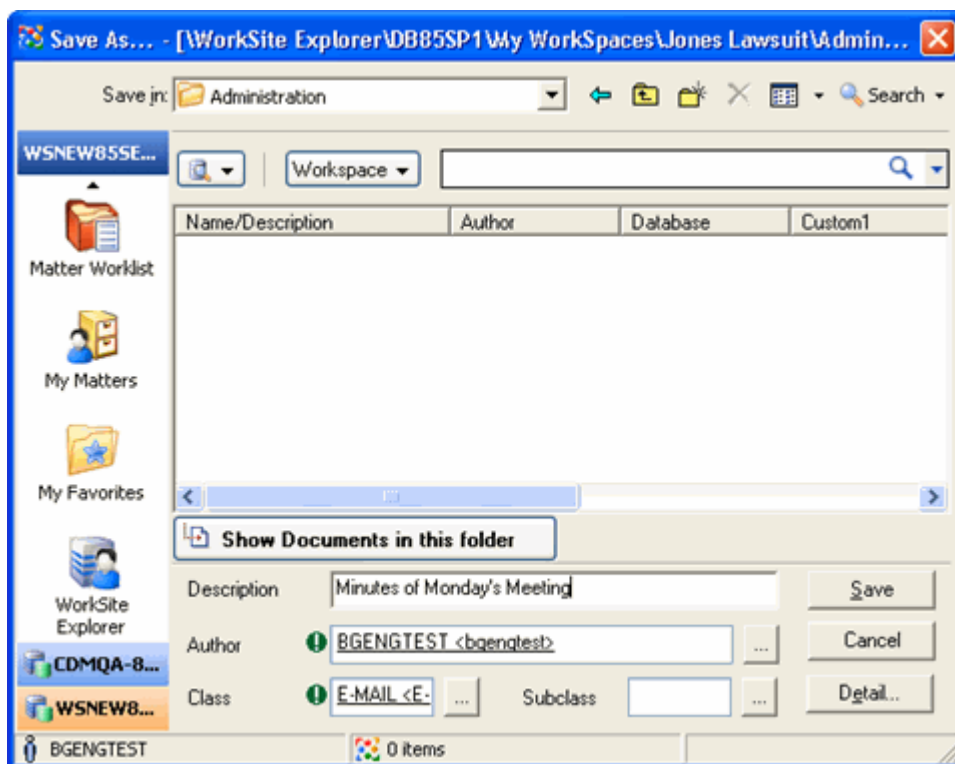 Save As... - [\WorkSite Explorer\DB85SP1\My WorkSpaces\Jones Lawsuit\Admin...
Save in: Administration Search
WSNEW85SE...
Workspace
Name/Description Author Database Custom1
Matter Worklist
My Matters
My Favorites
Show Documents in this folder
WorkSite
Explorer
Description Minutes of Monday's Meeting Save
Author BGENGTEST <bgengtest> ... Cancel
CDMQA-8...
Class E-MAIL <E- ... Subclass ... Detail...
WSNEW8...
BGENGTEST 0 items